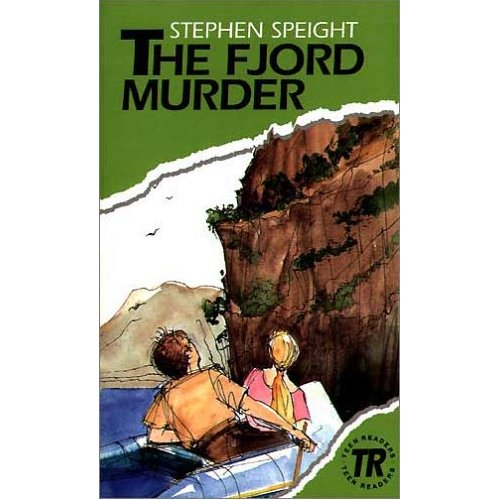 STEPHEN SPEIGHT
THE FJORD
MURDER
TEEN READERS
TR
TEEN READERS